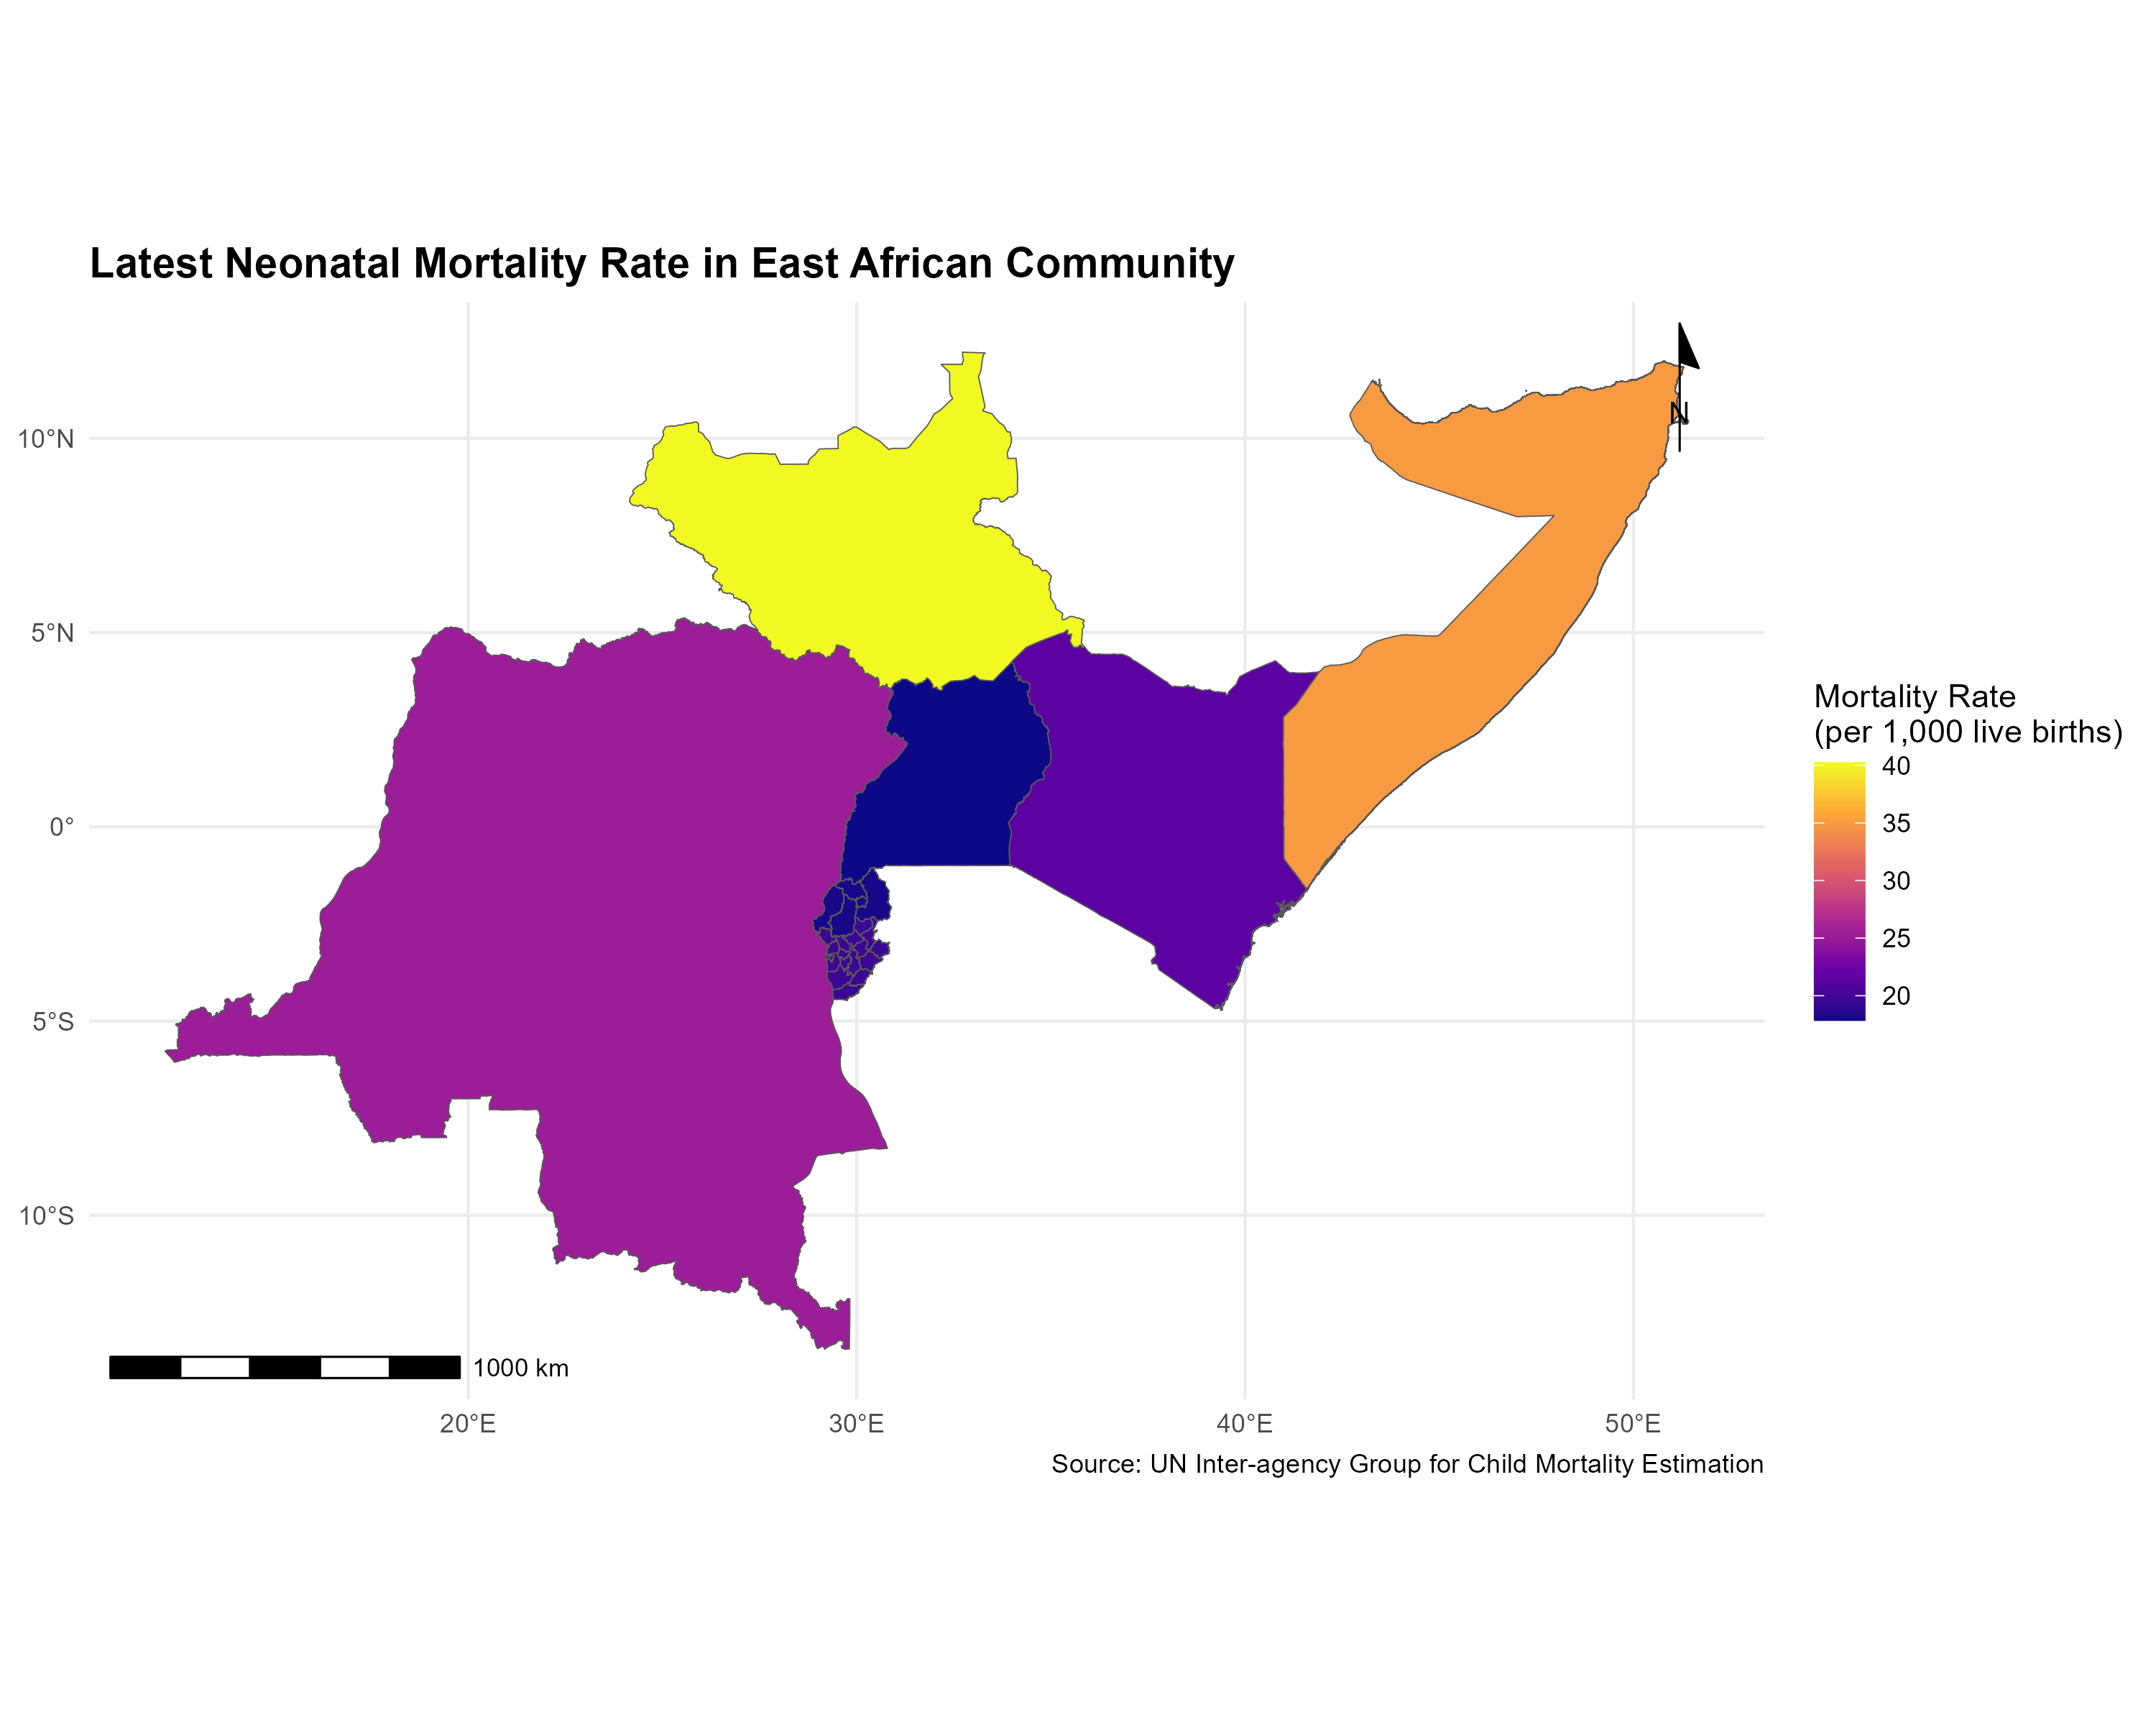 Latest Neonatal Mortality Rate in East African Community
N
10°N
5°N
0°
5°S
10°S
Mortality Rate
(per 1,000 live births)
40
35
30
25
20
1000 km
20°E
30°E
40°E
50°E
Source: UN Inter-agency Group for Child Mortality Estimation